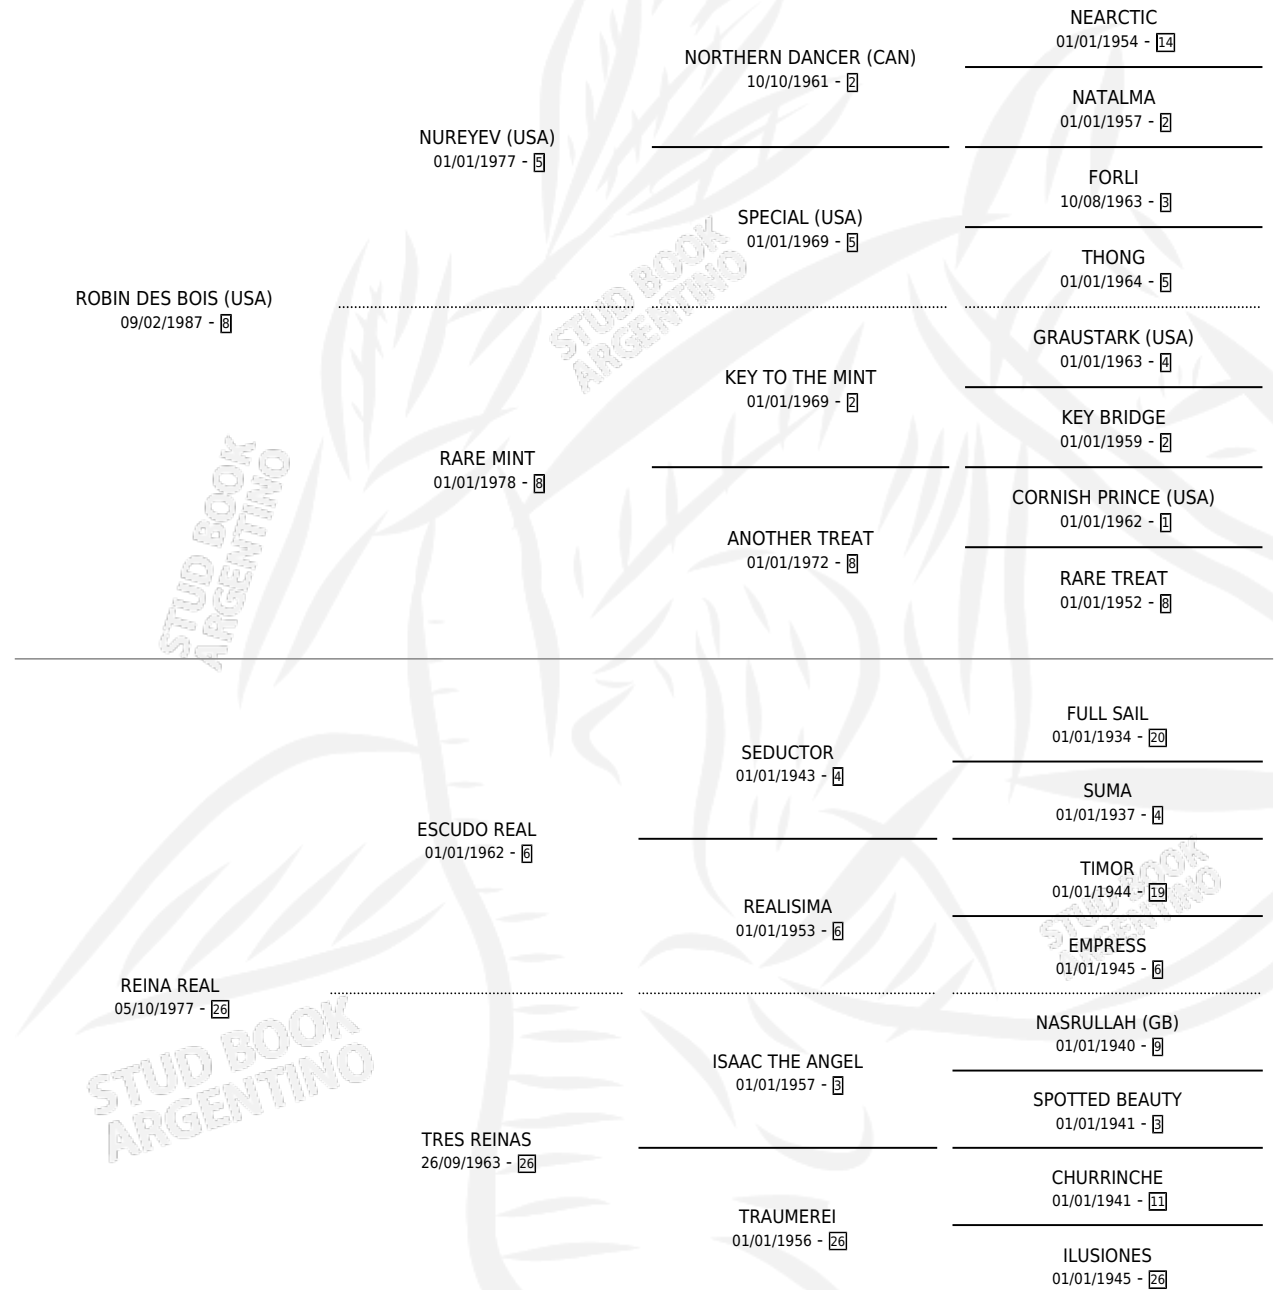 NEARCTIC
01/01/1954 - 14
NORTHERN DANCER (CAN)
10/10/1961 - 2
NATALMA
01/01/1957 - 2
NUREYEV (USA)
01/01/1977 - 5
FORLI
10/08/1963 - 3
SPECIAL (USA)
01/01/1969 - 5
THONG
01/01/1964 - 5
ROBIN DES BOIS (USA)
09/02/1987 - 8
STUD BOOK
ARGENTINO
GRAUSTARK (USA)
01/01/1963 - 4
KEY TO THE MINT
01/01/1969 - 2
KEY BRIDGE
01/01/1959 - 2
RARE MINT
01/01/1978 - 8
CORNISH PRINCE (USA)
01/01/1962 - 1
ANOTHER TREAT
01/01/1972 - 8
RARE TREAT
01/01/1952 - 8
STUD BOOK
ARGENTINO
FULL SAIL
01/01/1934 - 20
SEDUCTOR
01/01/1943 - 4
SUMA
01/01/1937 - 4
ESCUDO REAL
01/01/1962 - 6
TIMOR
01/01/1944 - 19
REALISIMA
01/01/1953 - 6
EMPRESS
01/01/1945 - 6
STUD BOOK
ARGENTINO
REINA REAL
05/10/1977 - 26
NASRULLAH (GB)
01/01/1940 - 9
ISAAC THE ANGEL
01/01/1957 - 3
SPOTTED BEAUTY
01/01/1941 - 3
STUD BOOK
ARGENTINO
TRES REINAS
26/09/1963 - 26
CHURRINCHE
01/01/1941 - 11
TRAUMEREI
01/01/1956 - 26
ILUSIONES
01/01/1945 - 26